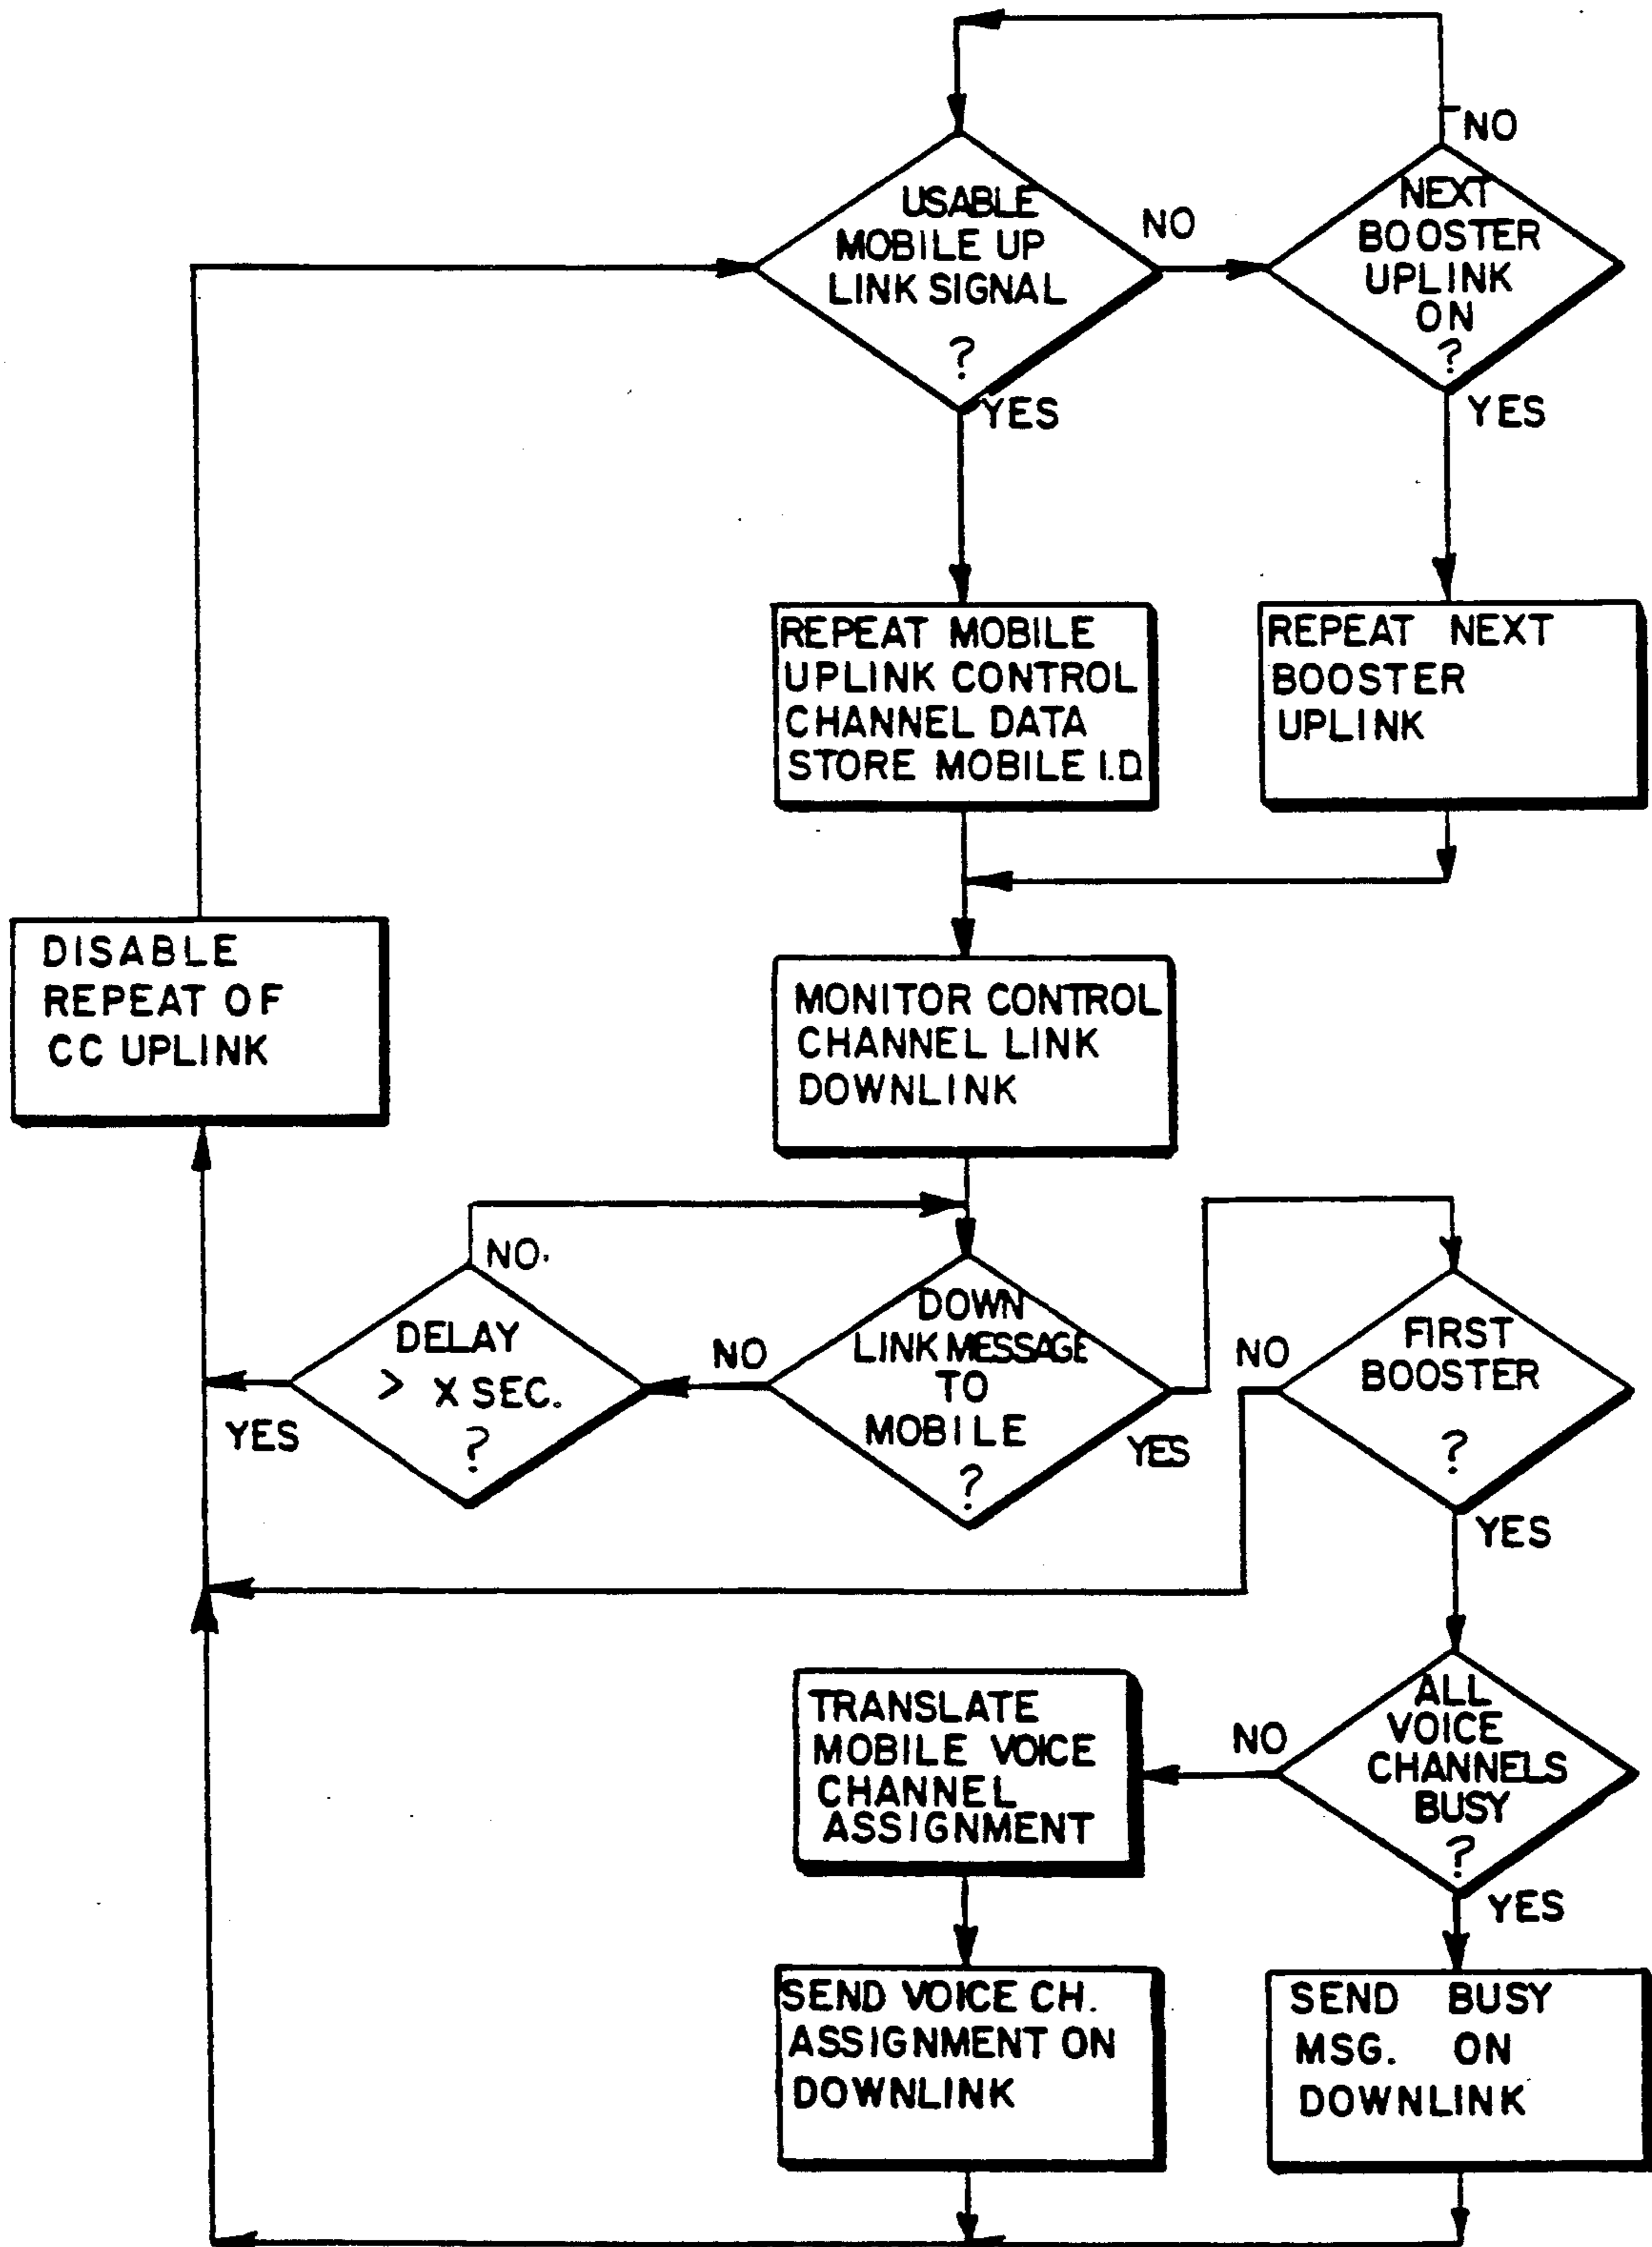 NO
USABLE
MOBILE UP
LINK SIGNAL
?
NO
NEXT
BOOSTER
UPLINK
ON
?
YES
YES
REPEAT MOBILE
UPLINK CONTROL
CHANNEL DATA
STORE MOBILE I.D
REPEAT NEXT
BOOSTER
UPLINK
DISABLE
REPEAT OF
CC UPLINK
MONITOR CONTROL
CHANNEL LINK
DOWNLINK
NO.
DELAY
> X SEC.
?
YES
NO
DOWN
LINK MESSAGE
TO
MOBILE
?
YES
NO
FIRST
BOOSTER
?
YES
TRANSLATE
MOBILE VOICE
CHANNEL
ASSIGNMENT
NO
ALL
VOICE
CHANNELS
BUSY
?
YES
SEND VOICE CH.
ASSIGNMENT ON
DOWNLINK
SEND BUSY
MSG. ON
DOWNLINK